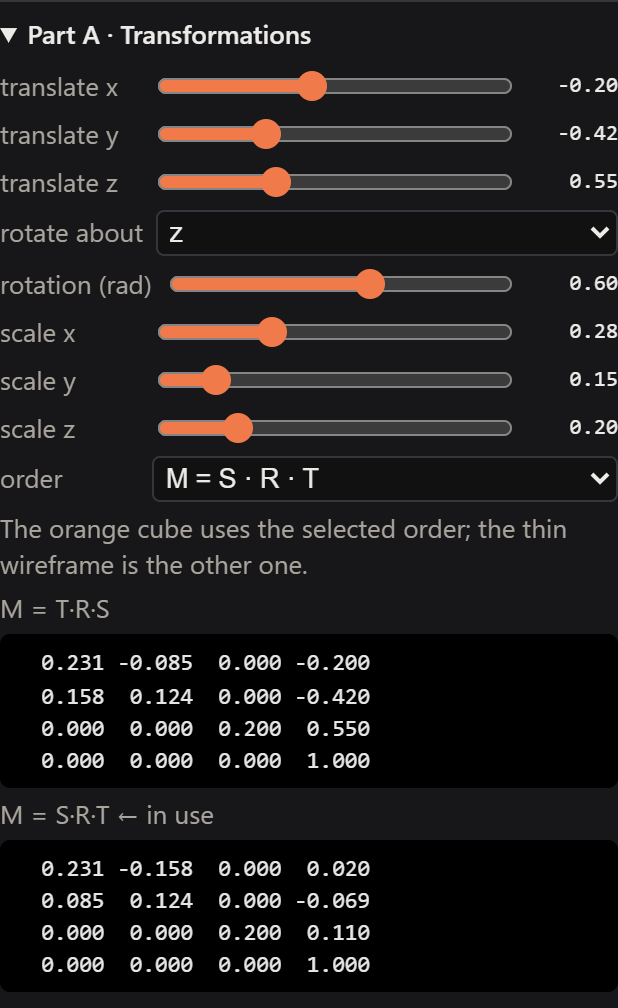 ▼ Part A · Transformations
translate x -0.20
translate y -0.42
translate z 0.55
rotate about z
rotation (rad) 0.60
scale x 0.28
scale y 0.15
scale z 0.20
order M = S · R · T
The orange cube uses the selected order; the thin
wireframe is the other one.
M = T·R·S
0.231 -0.085 0.000 -0.200
0.158 0.124 0.000 -0.420
0.000 0.000 0.200 0.550
0.000 0.000 0.000 1.000
M = S·R·T ← in use
0.231 -0.158 0.000 0.020
0.085 0.124 0.000 -0.069
0.000 0.000 0.200 0.110
0.000 0.000 0.000 1.000